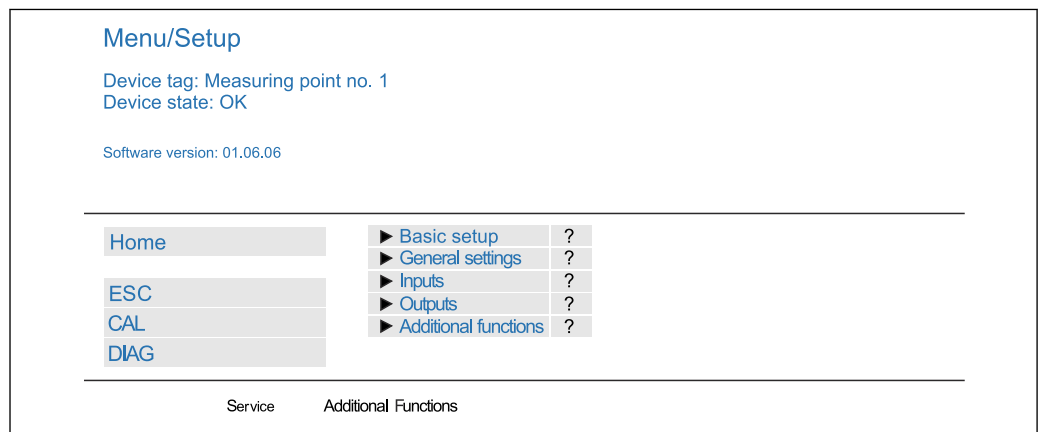 Menu/Setup
Device tag: Measuring point no. 1
Device state: OK
Software version: 01.06.06
Home
ESC
CAL
DIAG
► Basic setup ?
► General settings ?
► Inputs ?
► Outputs ?
► Additional functions ?
Service Additional Functions